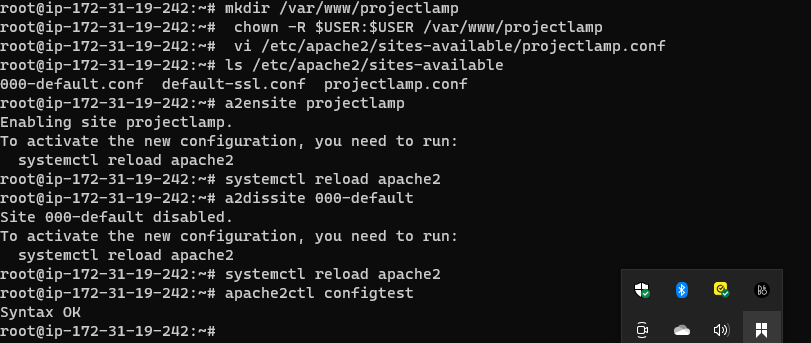 root@ip-172-31-19-242:~# mkdir /var/www/projectlamp
root@ip-172-31-19-242:~#  chown -R $USER:$USER /var/www/projectlamp
root@ip-172-31-19-242:~#  vi /etc/apache2/sites-available/projectlamp.conf
root@ip-172-31-19-242:~# ls /etc/apache2/sites-available
000-default.conf  default-ssl.conf  projectlamp.conf
root@ip-172-31-19-242:~# a2ensite projectlamp
Enabling site projectlamp.
To activate the new configuration, you need to run:
  systemctl reload apache2
root@ip-172-31-19-242:~# systemctl reload apache2
root@ip-172-31-19-242:~# a2dissite 000-default
Site 000-default disabled.
To activate the new configuration, you need to run:
  systemctl reload apache2
root@ip-172-31-19-242:~# systemctl reload apache2
root@ip-172-31-19-242:~# apache2ctl configtest
Syntax OK
root@ip-172-31-19-242:~#